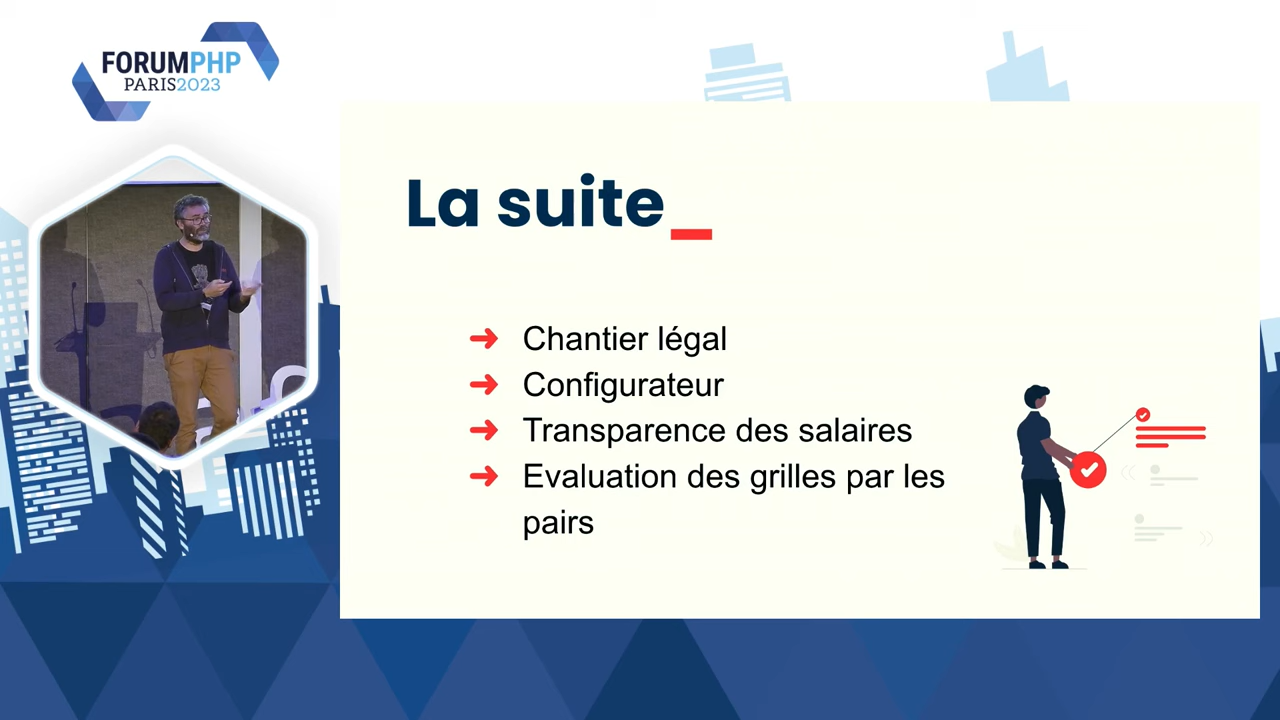 FORUMPHP
PARIS2023
La suite_
➜ Chantier légal
➜ Configurateur
➜ Transparence des salaires
➜ Evaluation des grilles par les
pairs